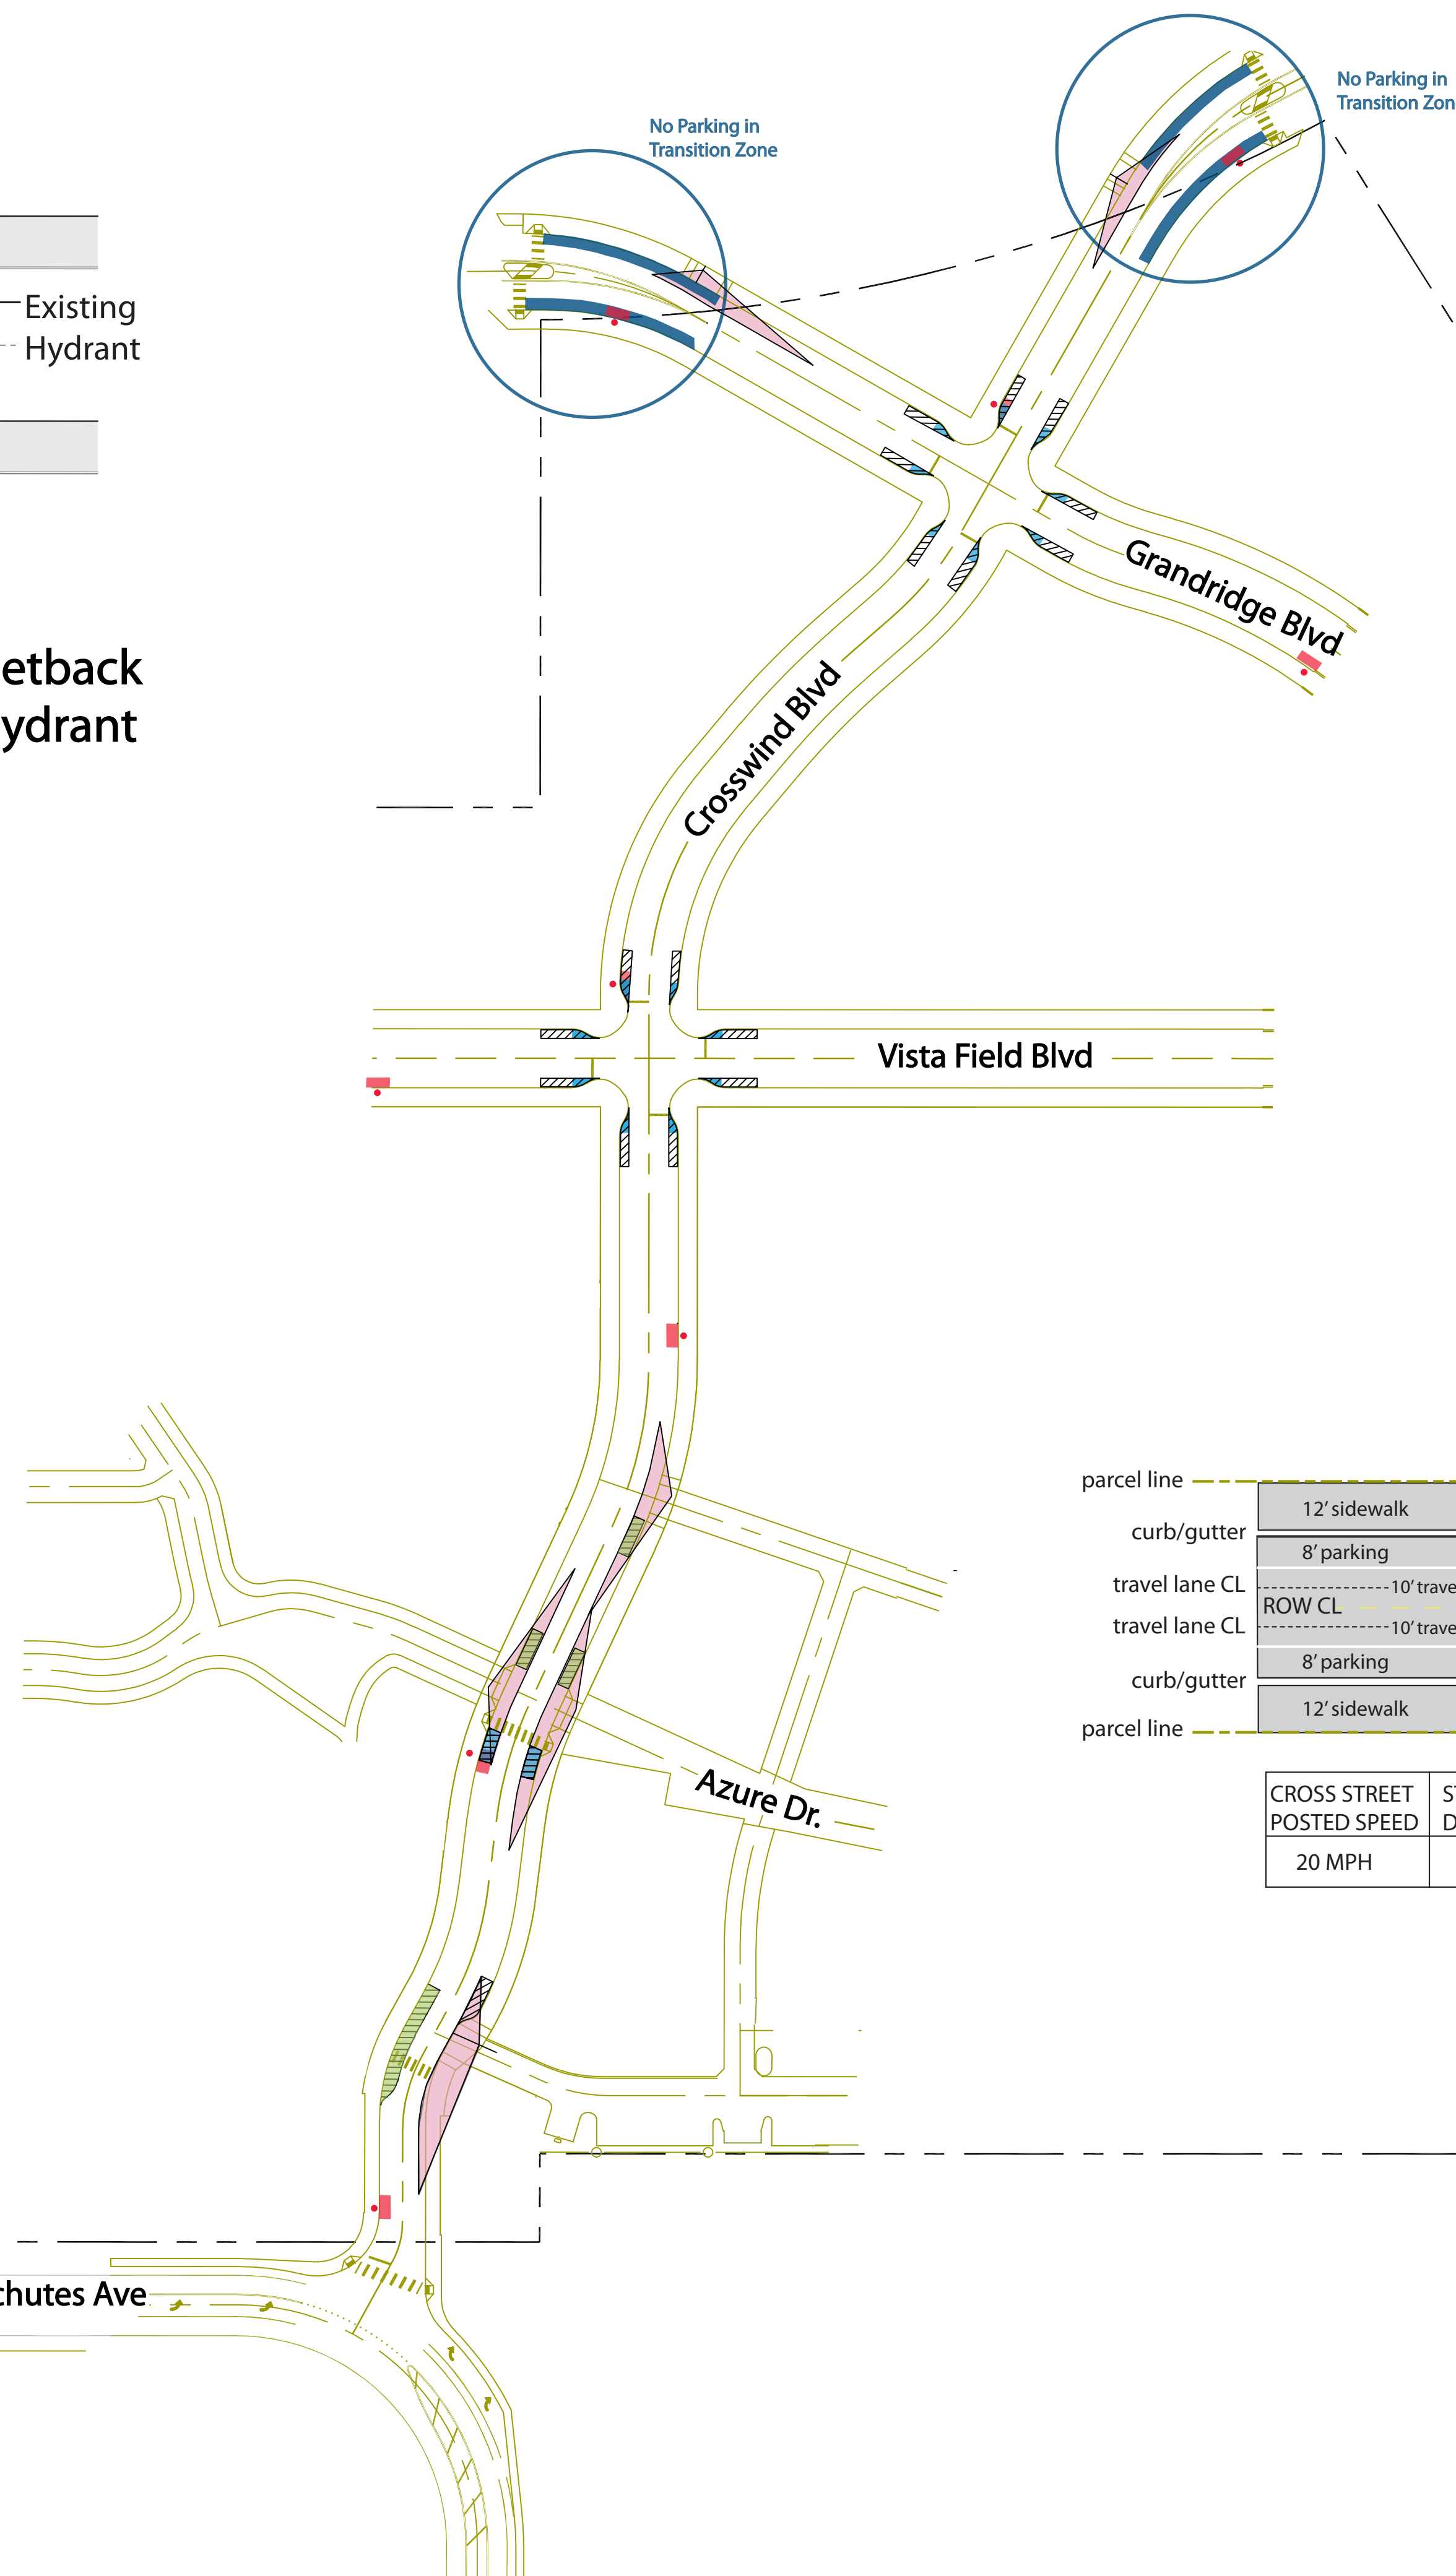 No Parking in
Transition Zon
No Parking in
Transition Zone
Existing
Hydrant
etback
ydrant
Grandridge Blvd
Crosswind Blvd
Vista Field Blvd
parcel line
12' sidewalk
curb/gutter
8' parking
travel lane CL
10' trave
ROW CL
travel lane CL
10' trave
8' parking
curb/gutter
12' sidewalk
parcel line
Azure Dr.
CROSS STREET
POSTED SPEED
S
D
20 MPH
chutes Ave